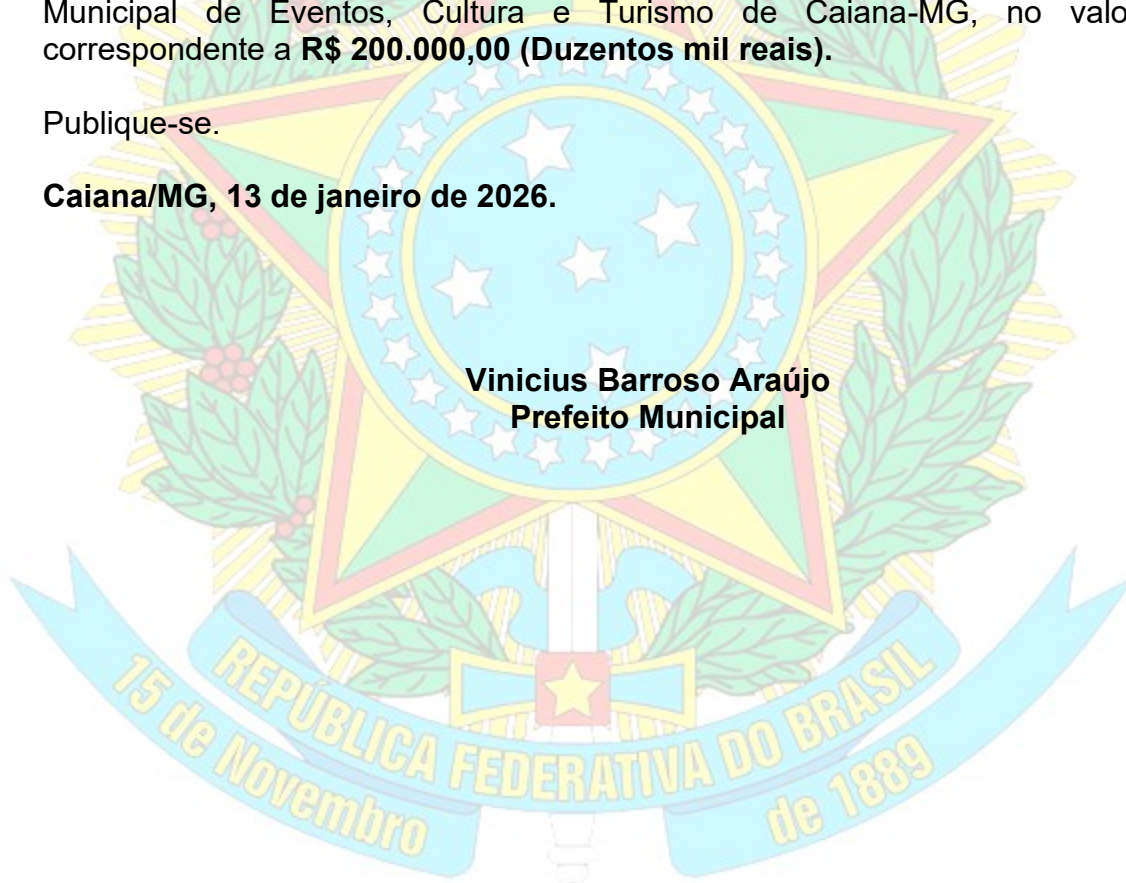 Municipal de Eventos, Cultura e Turismo de Caiana-MG, no valo
correspondente a R$ 200.000,00 (Duzentos mil reais).
Publique-se.
Caiana/MG, 13 de janeiro de 2026.
Vinicius Barroso Araújo
Prefeito Municipal
REPÚBLICA FEDERATIVA DO BRASIL
15 de Novembro de 1889